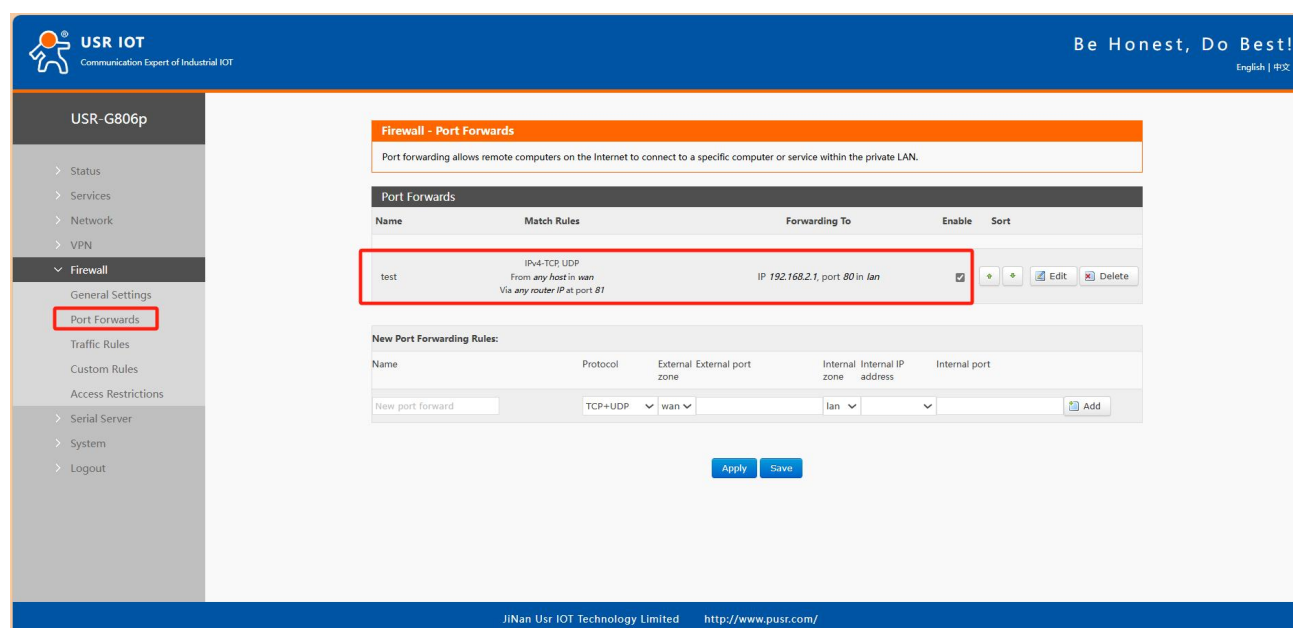 USR IOT
Communication Expert of Industrial IOT
Be Honest, Do Best!
English | 中文
USR-G806p
Status
Services
Network
VPN
Firewall
General Settings
Port Forwards
Traffic Rules
Custom Rules
Access Restrictions
Serial Server
System
Logout
Firewall - Port Forwards
Port forwarding allows remote computers on the Internet to connect to a specific computer or service within the private LAN.
Port Forwards
Name Match Rules Forwarding To Enable Sort
IPv4-TCP, UDP
test From any host in wan IP 192.168.2.1, port 80 in lan Edit Delete
Via any router IP at port 81
New Port Forwarding Rules:
Name Protocol External zone External port Internal zone Internal IP address Internal port
New port forward TCP+UDP wan lan Add
Apply Save
JiNan Usr IOT Technology Limited http://www.pusr.com/